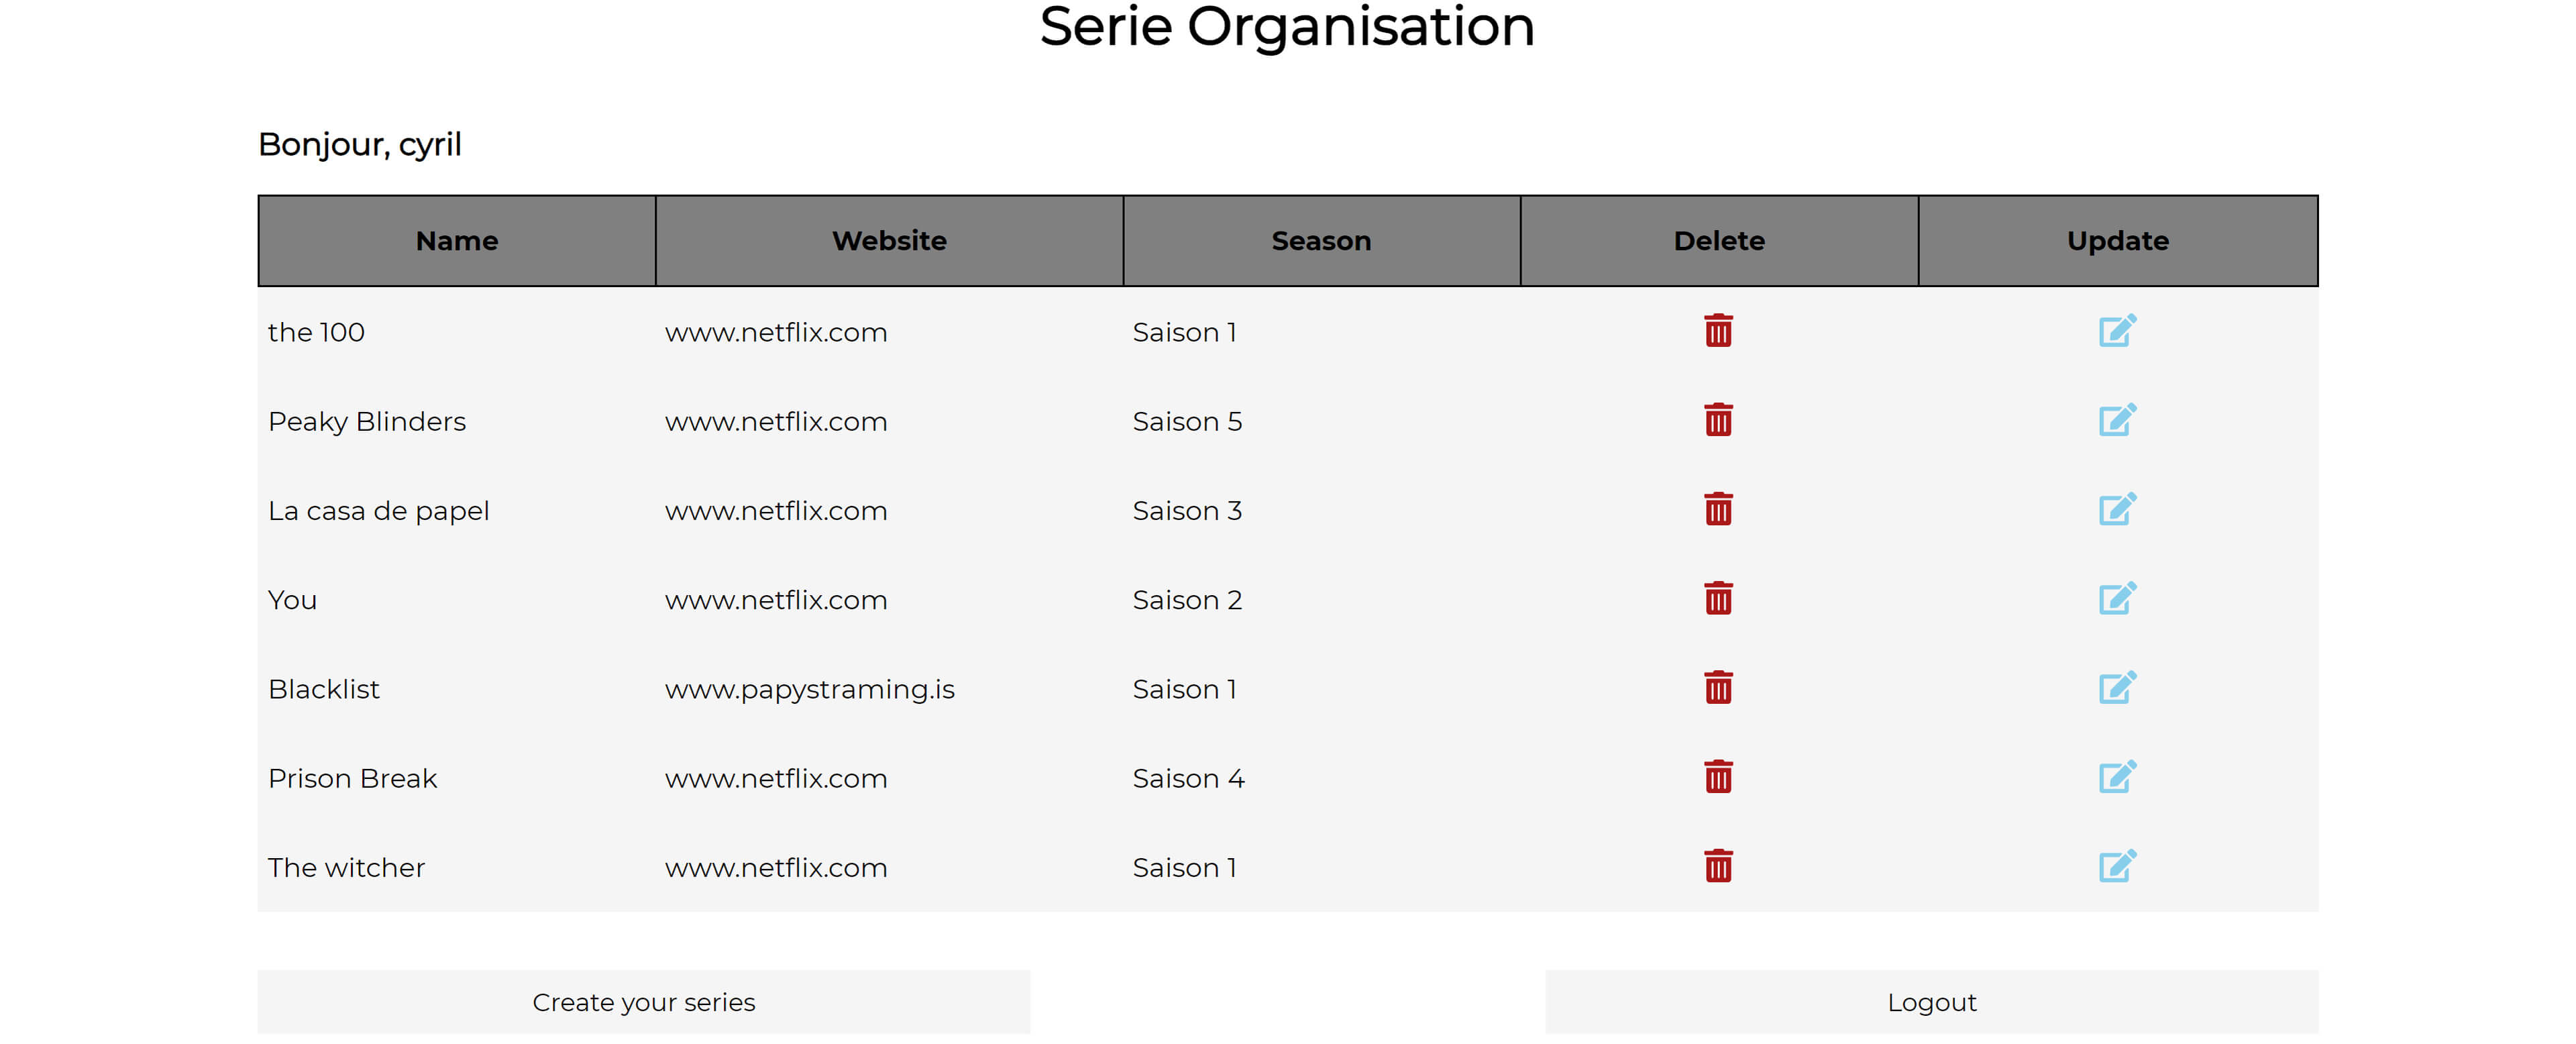 Serie Organisation
Bonjour, cyril
Name Website Season Delete Update
the 100 www.netflix.com Saison 1
Peaky Blinders www.netflix.com Saison 5
La casa de papel www.netflix.com Saison 3
You www.netflix.com Saison 2
Blacklist www.papystraming.is Saison 1
Prison Break www.netflix.com Saison 4
The witcher www.netflix.com Saison 1
Create your series Logout